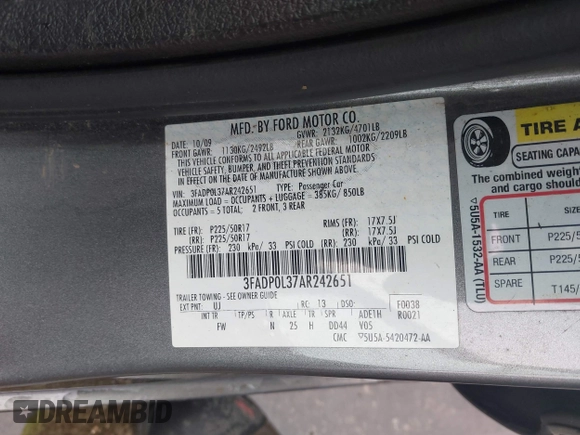 MFD. BY FORD MOTOR CO.
10/09 GVWR: 2132KG/4701LB
FRONT GAWR: 1130KG/2492LB REAR GAWR: 1002KG/2209LB
THIS VEHICLE CONFORMS TO ALL APPLICABLE FEDERAL MOTOR
VEHICLE SAFETY, BUMPER, AND THEFT PREVENTION STANDARDS
IN EFFECT ON THE DATE OF MANUFACTURE SHOWN ABOVE.
VIN: 3FADP0L37AR242651 TYPE: Passenger Car
MAXIMUM LOAD = OCCUPANTS + LUGGAGE = 385KG/ 850LB
OCCUPANTS = 5 TOTAL: 2 FRONT, 3 REAR
TIRE (FR): P225/50R17 RIMS (FR): 17X7.5J
(RR): P225/50R17 (RR): 17X7.5J
PRESSURE (FR): 230 kPa/ 33 PSI COLD (RR): 230 kPa/ 33 PSI COLD
3FADP0L37AR242651
TRAILER TOWING - SEE OWNER GUIDE
EXT PNT: UJ RC: 13 DSO: F0038
INT TR TP/PS R AXLE TR SPR ADE1H R0021
FW N 25 H DD44 V05
CMC 5U5A-5420472-AA
TIRE A
SEATING CAPA
The combined weight
and cargo should
TIRE SIZ
FRONT P225/5
REAR P225/5
SPARE T145/
5U5A-1532-AA (TLU)
DREAMBID